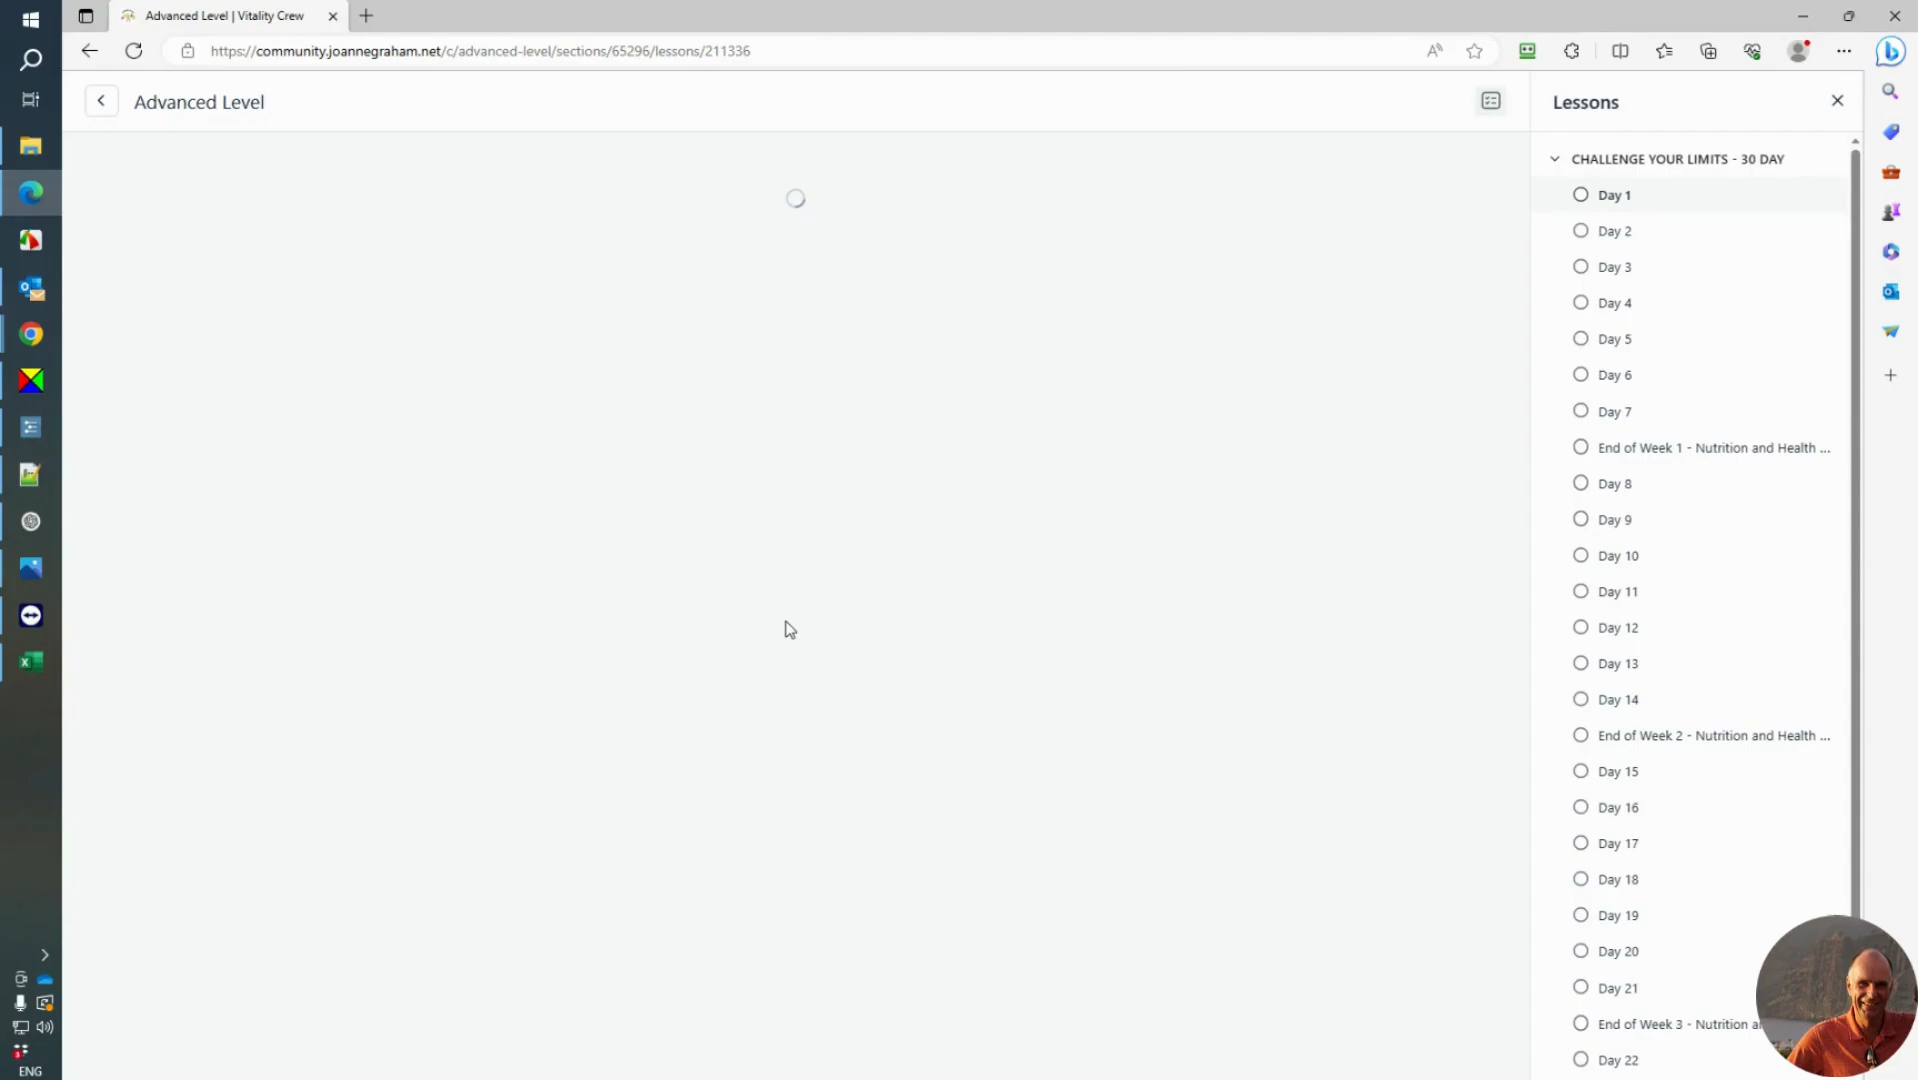 Advanced Level | Vitality Crew
https://community.joannegraham.net/c/advanced-level/sections/65296/lessons/211336
Advanced Level
Lessons
CHALLENGE YOUR LIMITS - 30 DAY
Day 1
Day 2
Day 3
Day 4
Day 5
Day 6
Day 7
End of Week 1 - Nutrition and Health ...
Day 8
Day 9
Day 10
Day 11
Day 12
Day 13
Day 14
End of Week 2 - Nutrition and Health ...
Day 15
Day 16
Day 17
Day 18
Day 19
Day 20
Day 21
End of Week 3 - Nutrition
Day 22
ENG